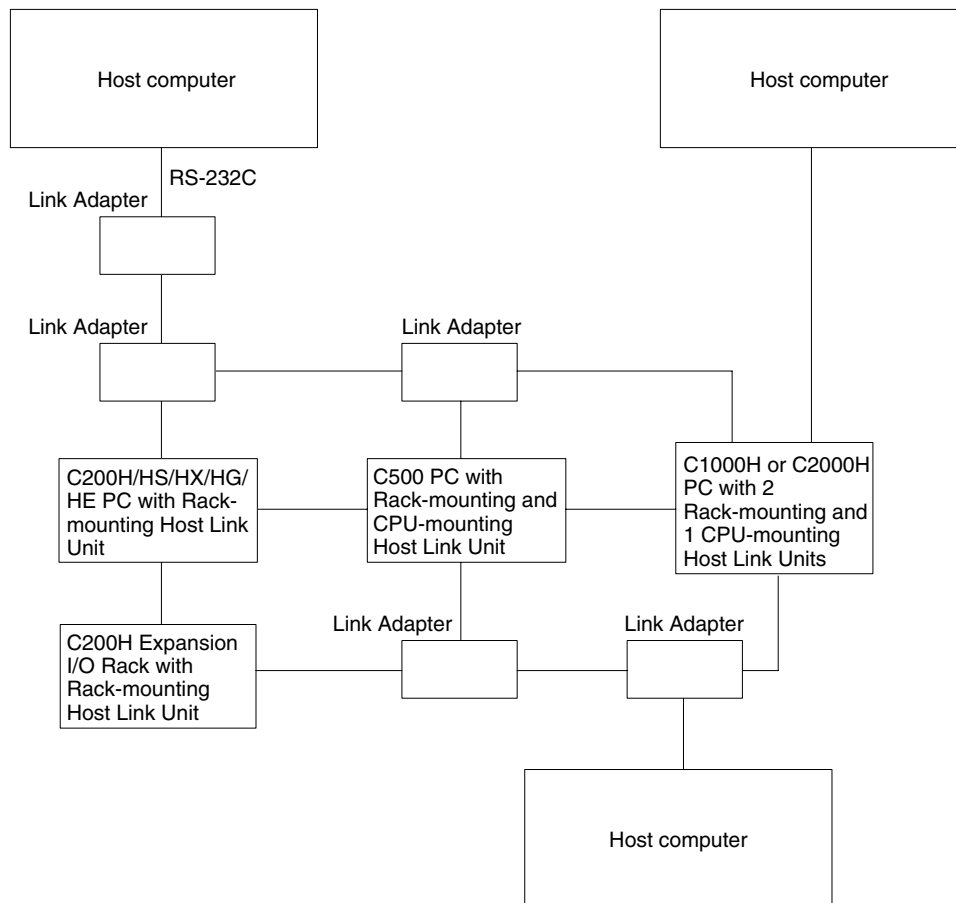 Host computer
Host computer
RS-232C
Link Adapter
Link Adapter
Link Adapter
C200H/HS/HX/HG/
HE PC with Rack-
mounting Host Link
Unit
C500 PC with
Rack-mounting and
CPU-mounting
Host Link Unit
C1000H or C2000H
PC with 2
Rack-mounting and
1 CPU-mounting
Host Link Units
Link Adapter
Link Adapter
C200H Expansion
I/O Rack with
Rack-mounting
Host Link Unit
Host computer